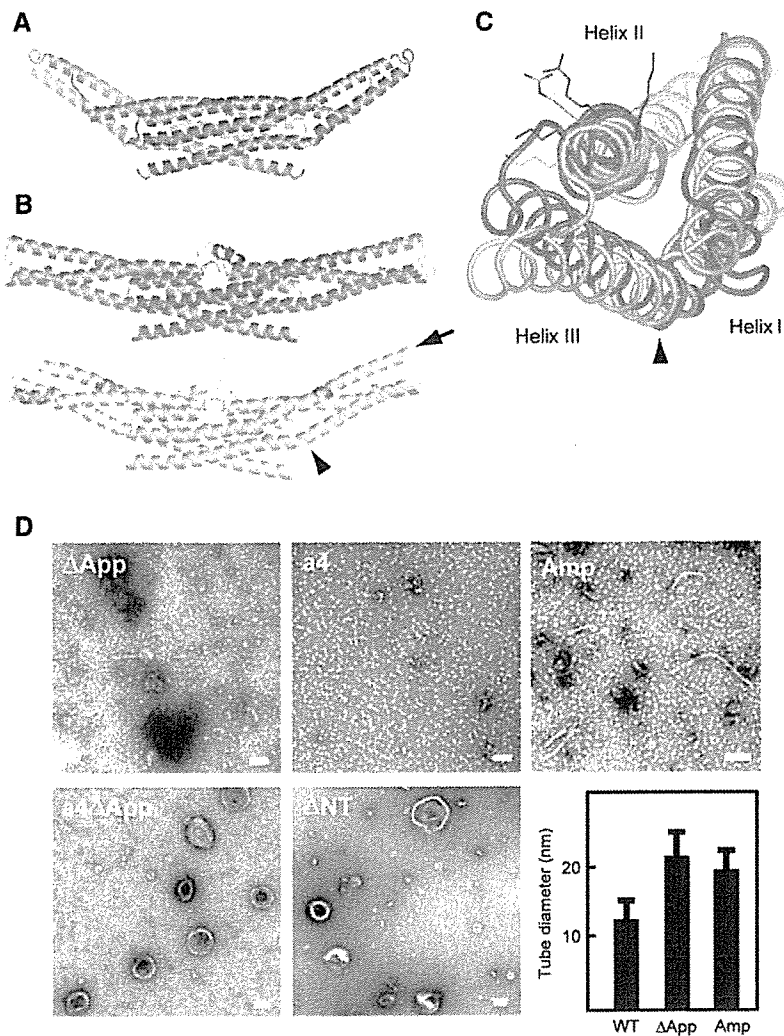 A
C
Helix II
B
Helix III
Helix I
D
ΔApp
a4
Amp
a4ΔApp
ΔNT
Tube diameter (nm)
20
10
WT ΔApp Amp